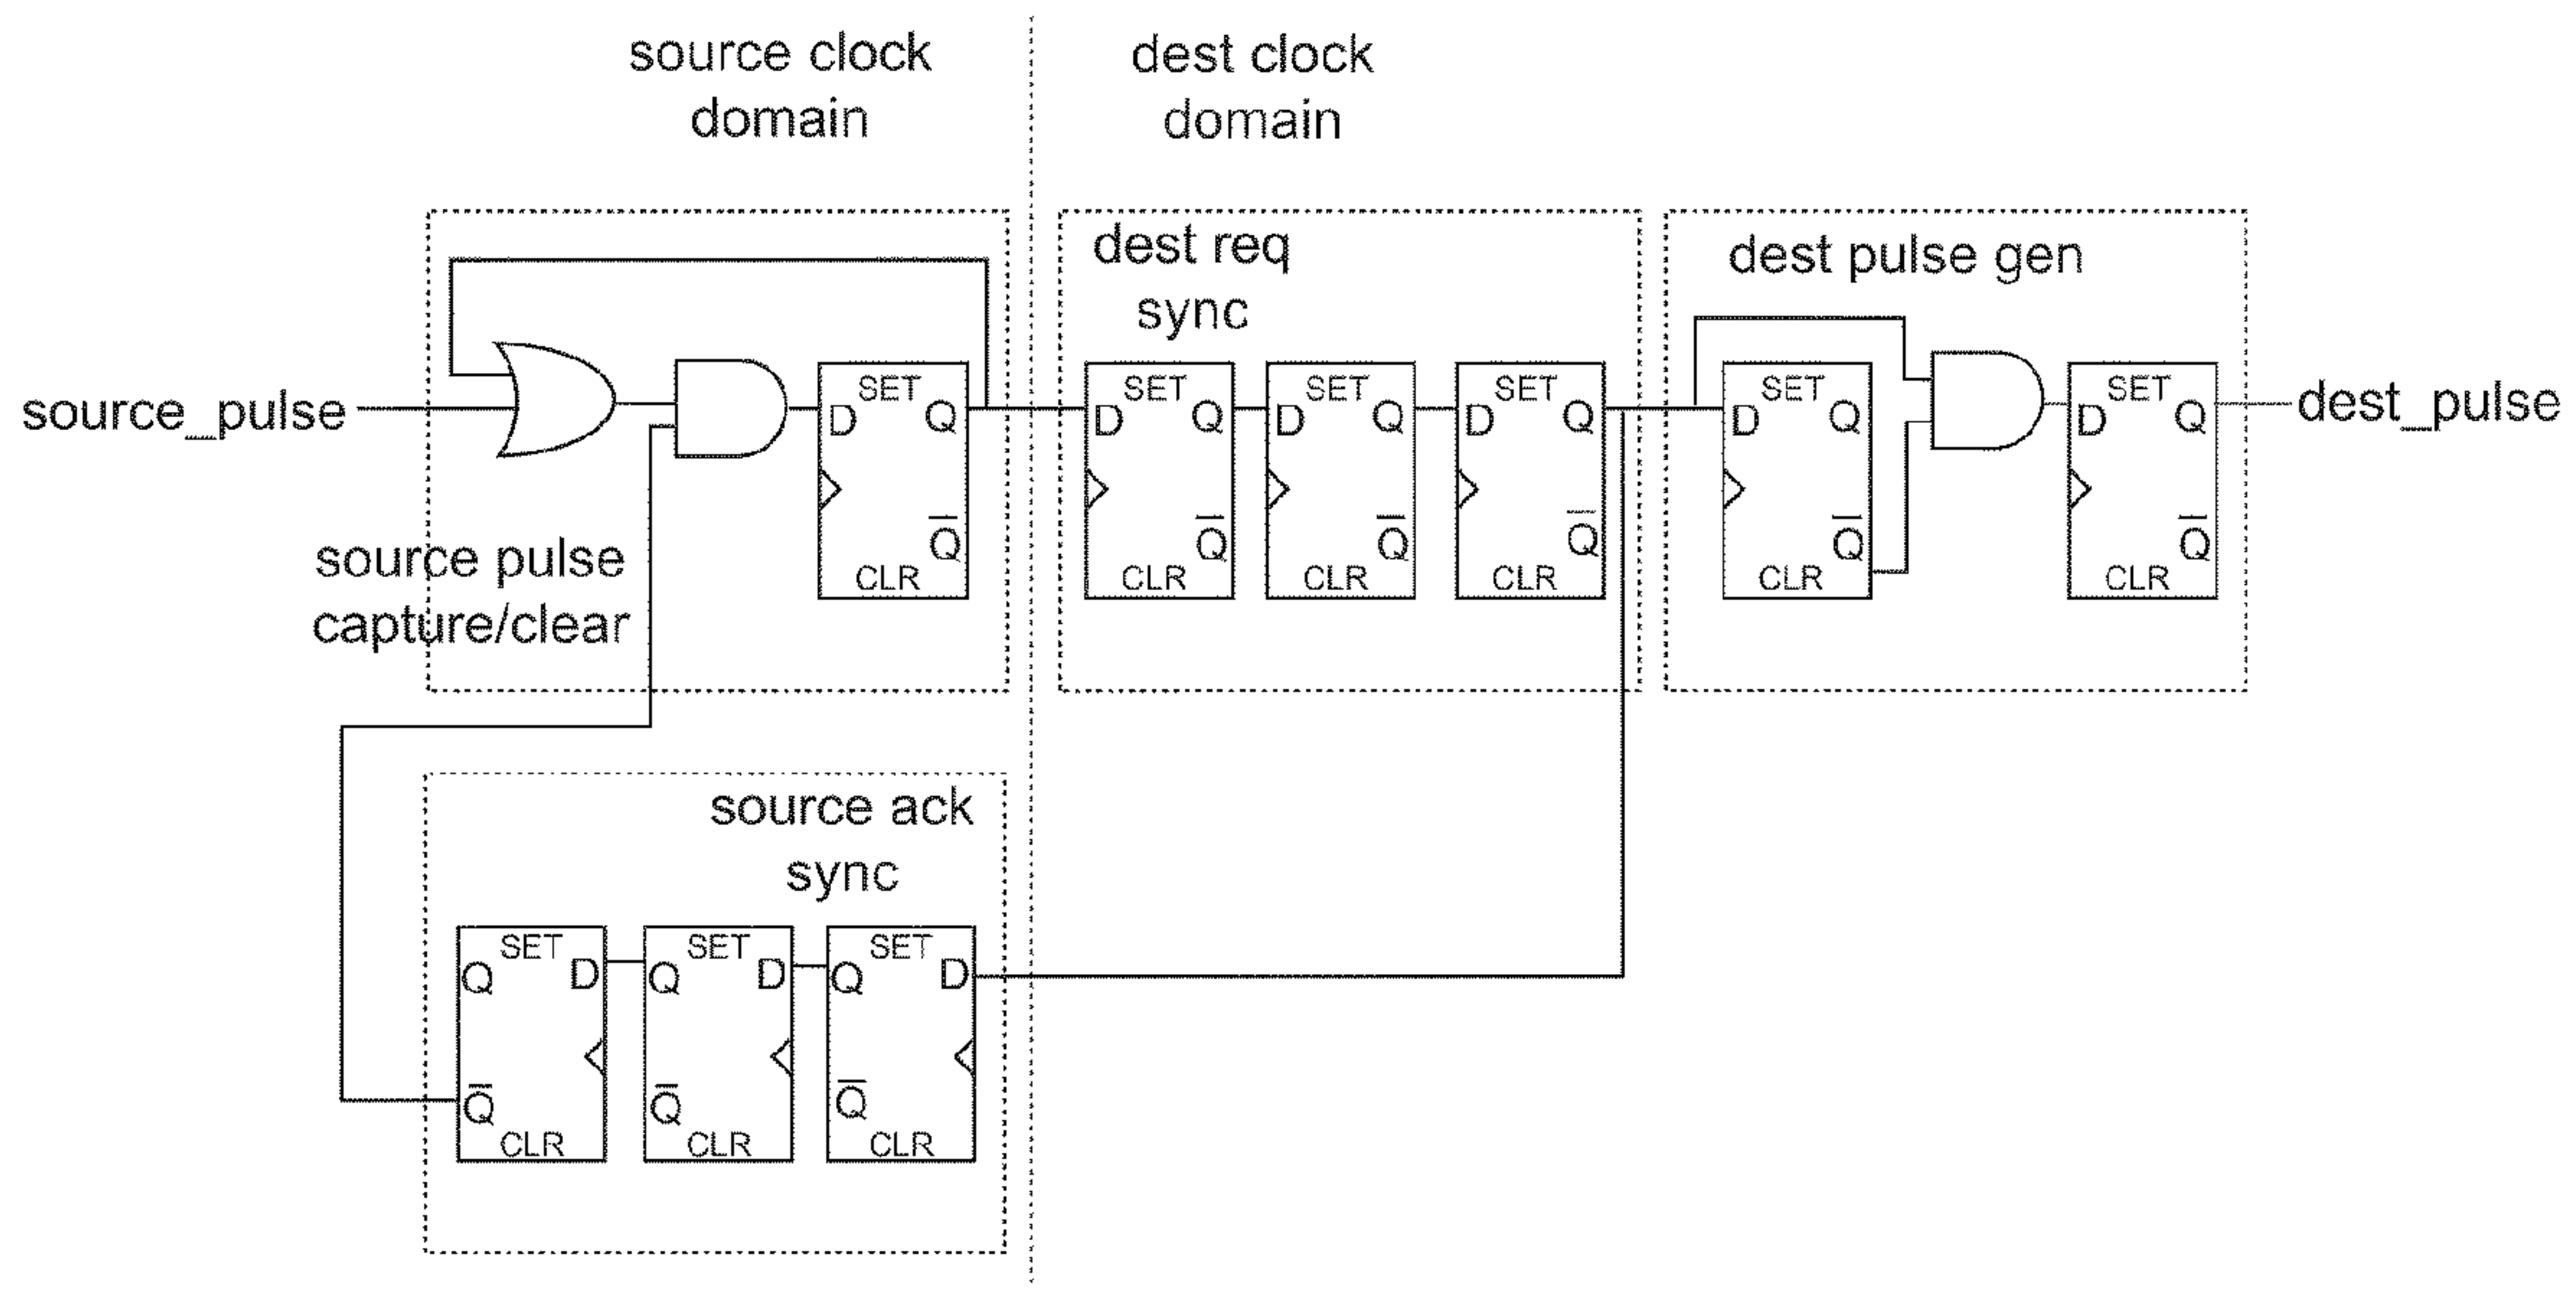 source clock
domain
dest clock
domain
dest req
sync
dest pulse gen
source_pulse
SET
D
Q
Q̅
CLR
SET
D
Q
Q̅
CLR
SET
D
Q
Q̅
CLR
SET
D
Q
Q̅
CLR
SET
D
Q
Q̅
CLR
SET
D
Q
Q̅
CLR
dest_pulse
source pulse
capture/clear
source ack
sync
SET
Q
D
Q̅
CLR
SET
Q
D
Q̅
CLR
SET
Q
D
Q̅
CLR